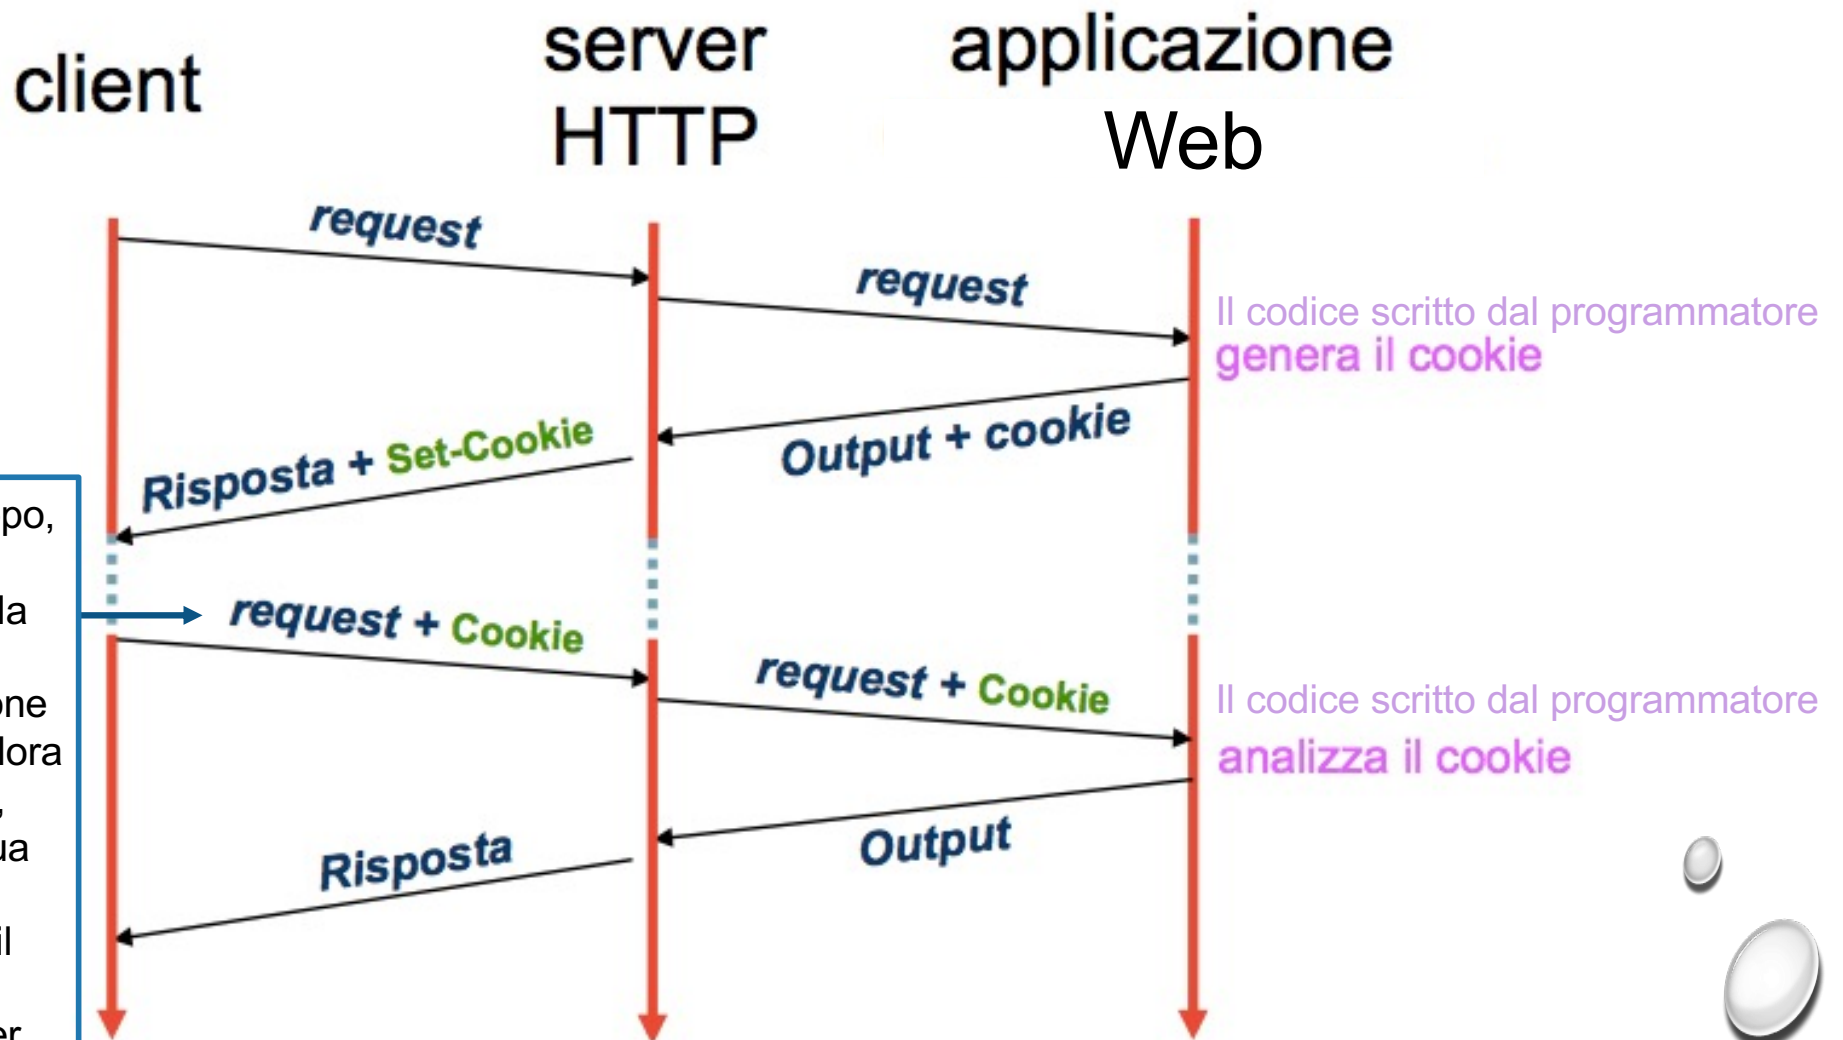 client
server
HTTP
applicazione
Web
request
request
Il codice scritto dal programmatore
genera il cookie
Output + cookie
Risposta + Set-Cookie
po,
la
request + Cookie
request + Cookie
Il codice scritto dal programmatore
analizza il cookie
one
lora
,
ua
Output
Risposta
il
er